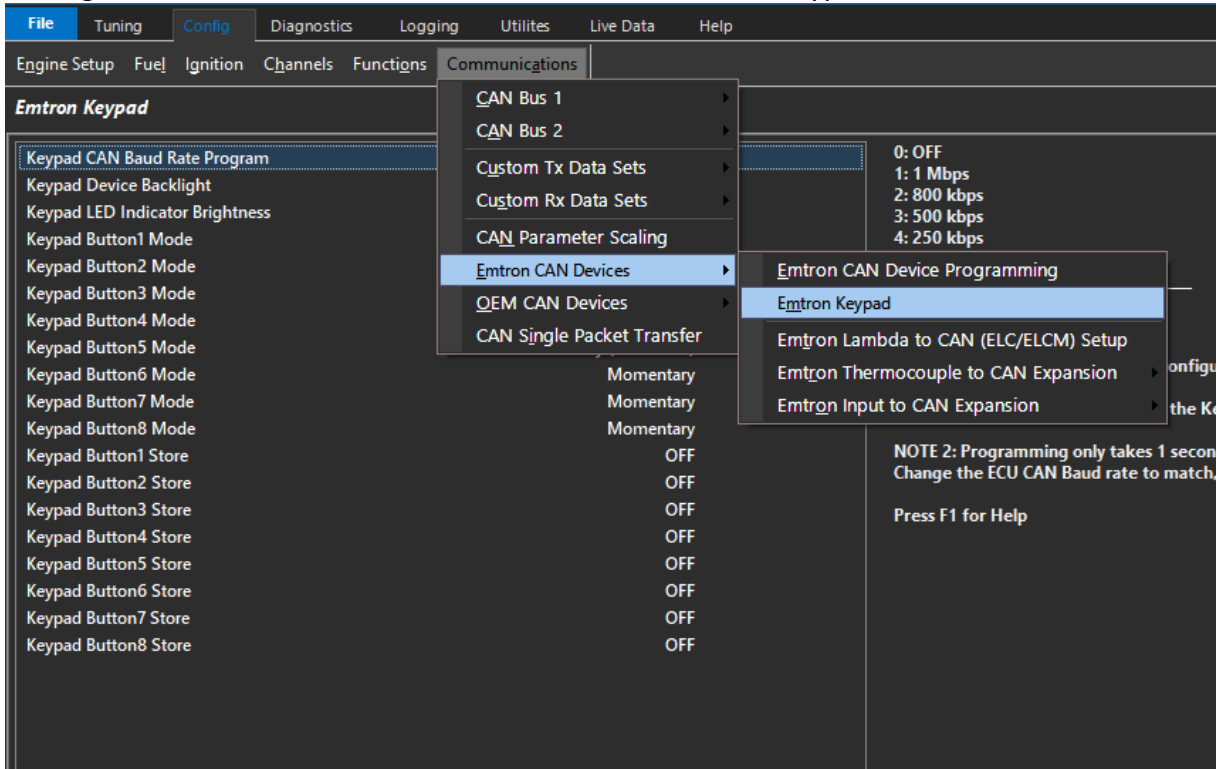 File Tuning Config Diagnostics Logging Utilites Live Data Help
Engine Setup Fuel Ignition Channels Functions Communications
Emtron Keypad
CAN Bus 1
CAN Bus 2
Custom Tx Data Sets
Custom Rx Data Sets
CAN Parameter Scaling
Emtron CAN Devices
OEM CAN Devices
CAN Single Packet Transfer
Emtron CAN Device Programming
Emtron Keypad
Emtron Lambda to CAN (ELC/ELCM) Setup
Emtron Thermocouple to CAN Expansion
Emtron Input to CAN Expansion
Keypad CAN Baud Rate Program
Keypad Device Backlight
Keypad LED Indicator Brightness
Keypad Button1 Mode
Keypad Button2 Mode
Keypad Button3 Mode
Keypad Button4 Mode
Keypad Button5 Mode
Keypad Button6 Mode Momentary
Keypad Button7 Mode Momentary
Keypad Button8 Mode Momentary
Keypad Button1 Store OFF
Keypad Button2 Store OFF
Keypad Button3 Store OFF
Keypad Button4 Store OFF
Keypad Button5 Store OFF
Keypad Button6 Store OFF
Keypad Button7 Store OFF
Keypad Button8 Store OFF
0: OFF
1: 1 Mbps
2: 800 kbps
3: 500 kbps
4: 250 kbps
the
NOTE 2: Programming only takes 1
Change the ECU CAN Baud rate to match,
Press F1 for Help